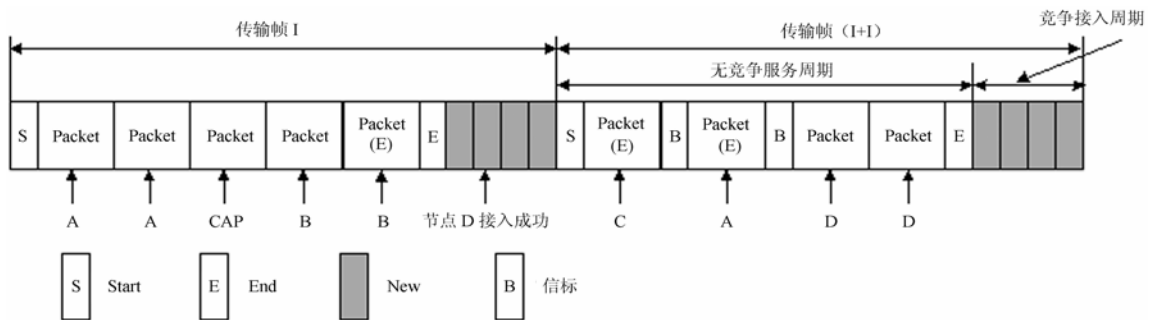 传输帧 I
传输帧（I+I）
竞争接入周期
无竞争服务周期
S Packet Packet Packet Packet Packet (E) E S Packet (E) B Packet (E) B Packet Packet E
A A CAP B B 节点 D 接入成功 C A D D
S Start E End New B 信标